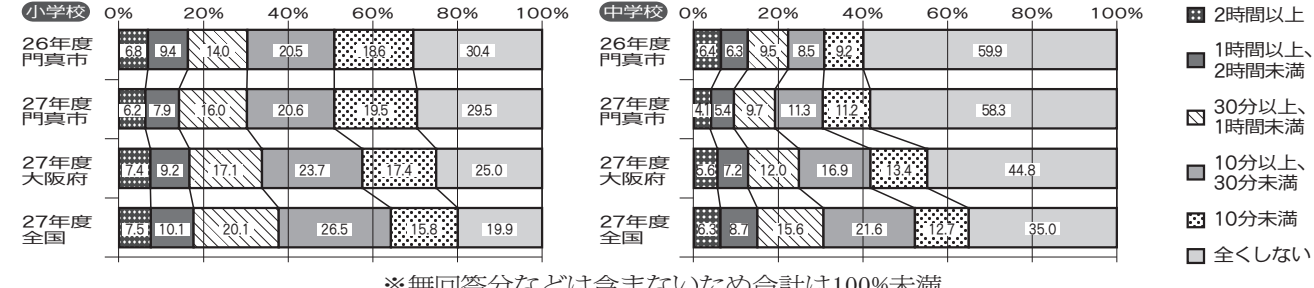 小学校 0% 20% 40% 60% 80% 100%
26年度
門真市
6.8 9.4 14.0 20.5 18.6 30.4
27年度
門真市
6.2 7.9 16.0 20.6 19.5 29.5
27年度
大阪府
7.4 9.2 17.1 23.7 17.4 25.0
27年度
全国
7.5 10.1 20.1 26.5 15.8 19.9
中学校 0% 20% 40% 60% 80% 100%
26年度
門真市
6.4 6.3 9.5 8.5 9.2 59.9
27年度
門真市
4.1 5.4 9.7 11.3 11.2 58.3
27年度
大阪府
5.6 7.2 12.0 16.9 13.4 44.8
27年度
全国
6.3 8.7 15.6 21.6 12.7 35.0
2時間以上
1時間以上、
2時間未満
30分以上、
1時間未満
10分以上、
30分未満
10分未満
全くしない
※無回答分などは含まないため合計は100%未満